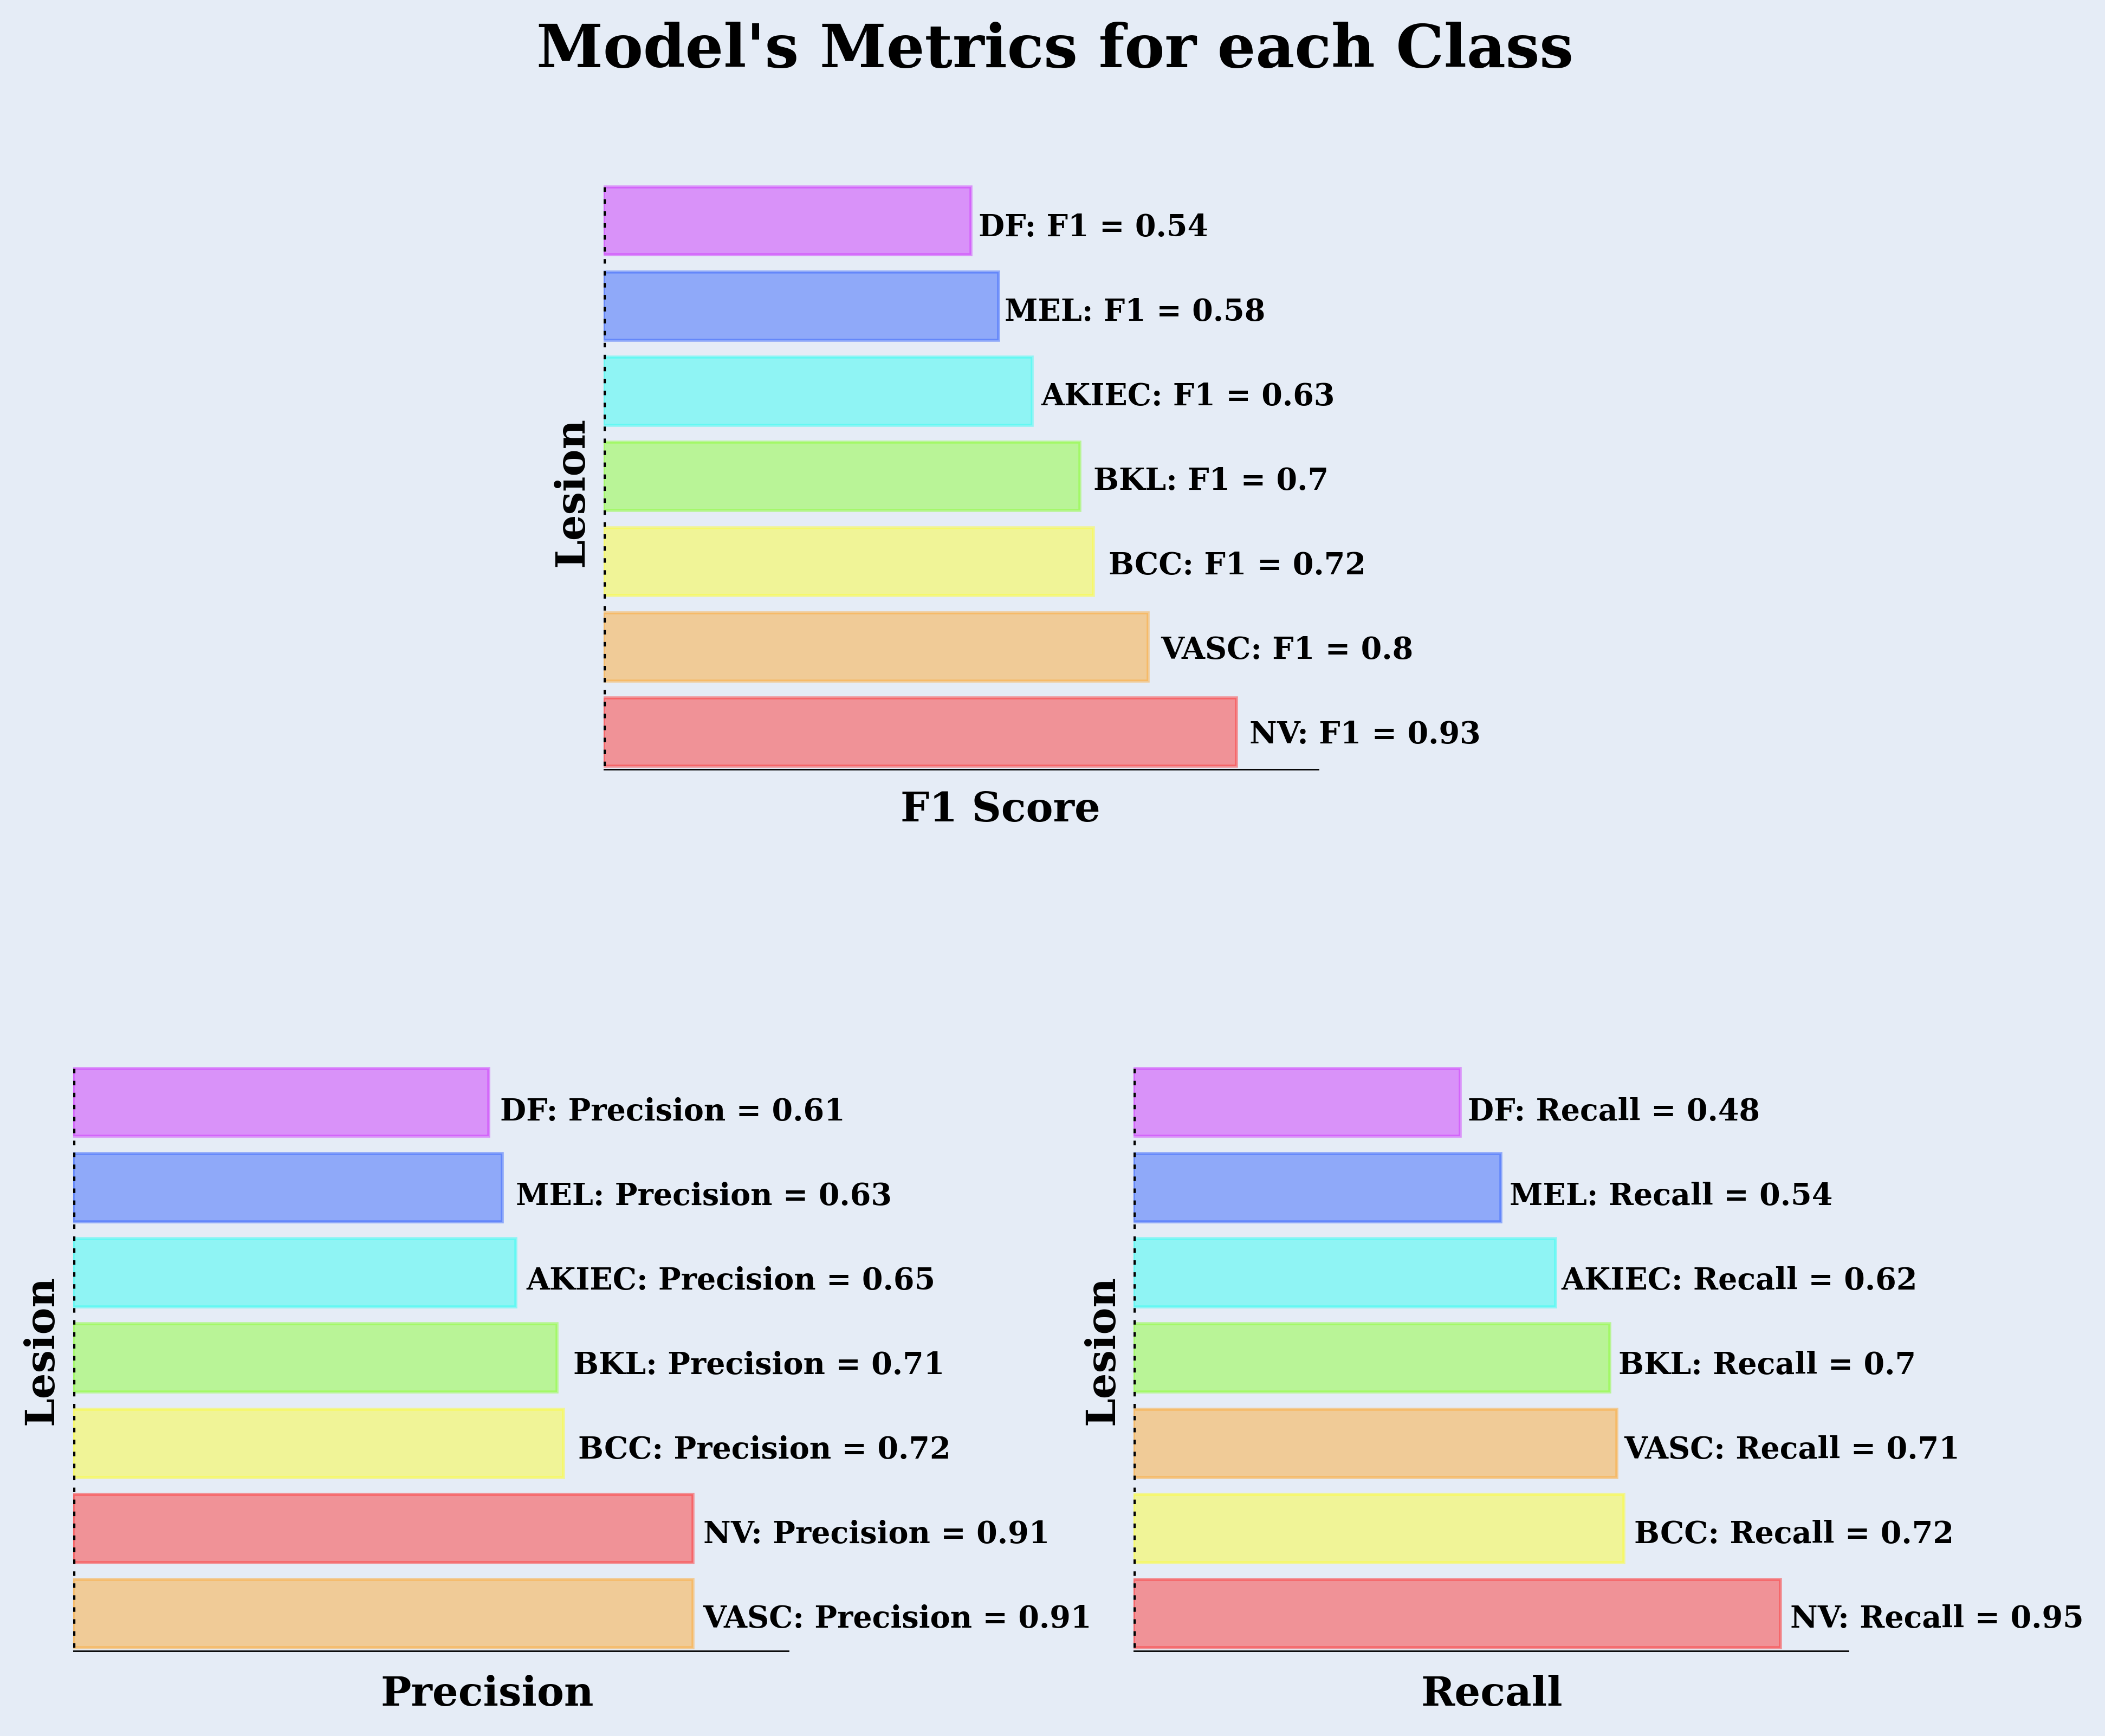 Model's Metrics for each Class
Lesion
DF: F1 = 0.54
MEL: F1 = 0.58
AKIEC: F1 = 0.63
BKL: F1 = 0.7
BCC: F1 = 0.72
VASC: F1 = 0.8
NV: F1 = 0.93
F1 Score
Lesion
DF: Precision = 0.61
MEL: Precision = 0.63
AKIEC: Precision = 0.65
BKL: Precision = 0.71
BCC: Precision = 0.72
NV: Precision = 0.91
VASC: Precision = 0.91
Precision
Lesion
DF: Recall = 0.48
MEL: Recall = 0.54
AKIEC: Recall = 0.62
BKL: Recall = 0.7
VASC: Recall = 0.71
BCC: Recall = 0.72
NV: Recall = 0.95
Recall